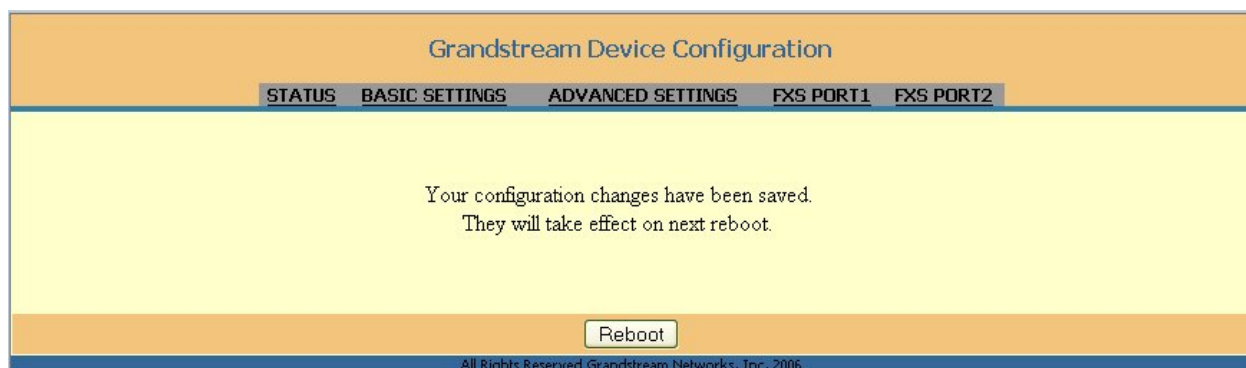 Grandstream Device Configuration
STATUS BASIC SETTINGS ADVANCED SETTINGS FXS PORT1 FXS PORT2
Your configuration changes have been saved.
They will take effect on next reboot.
Reboot
All Rights Reserved Grandstream Networks, Inc. 2006